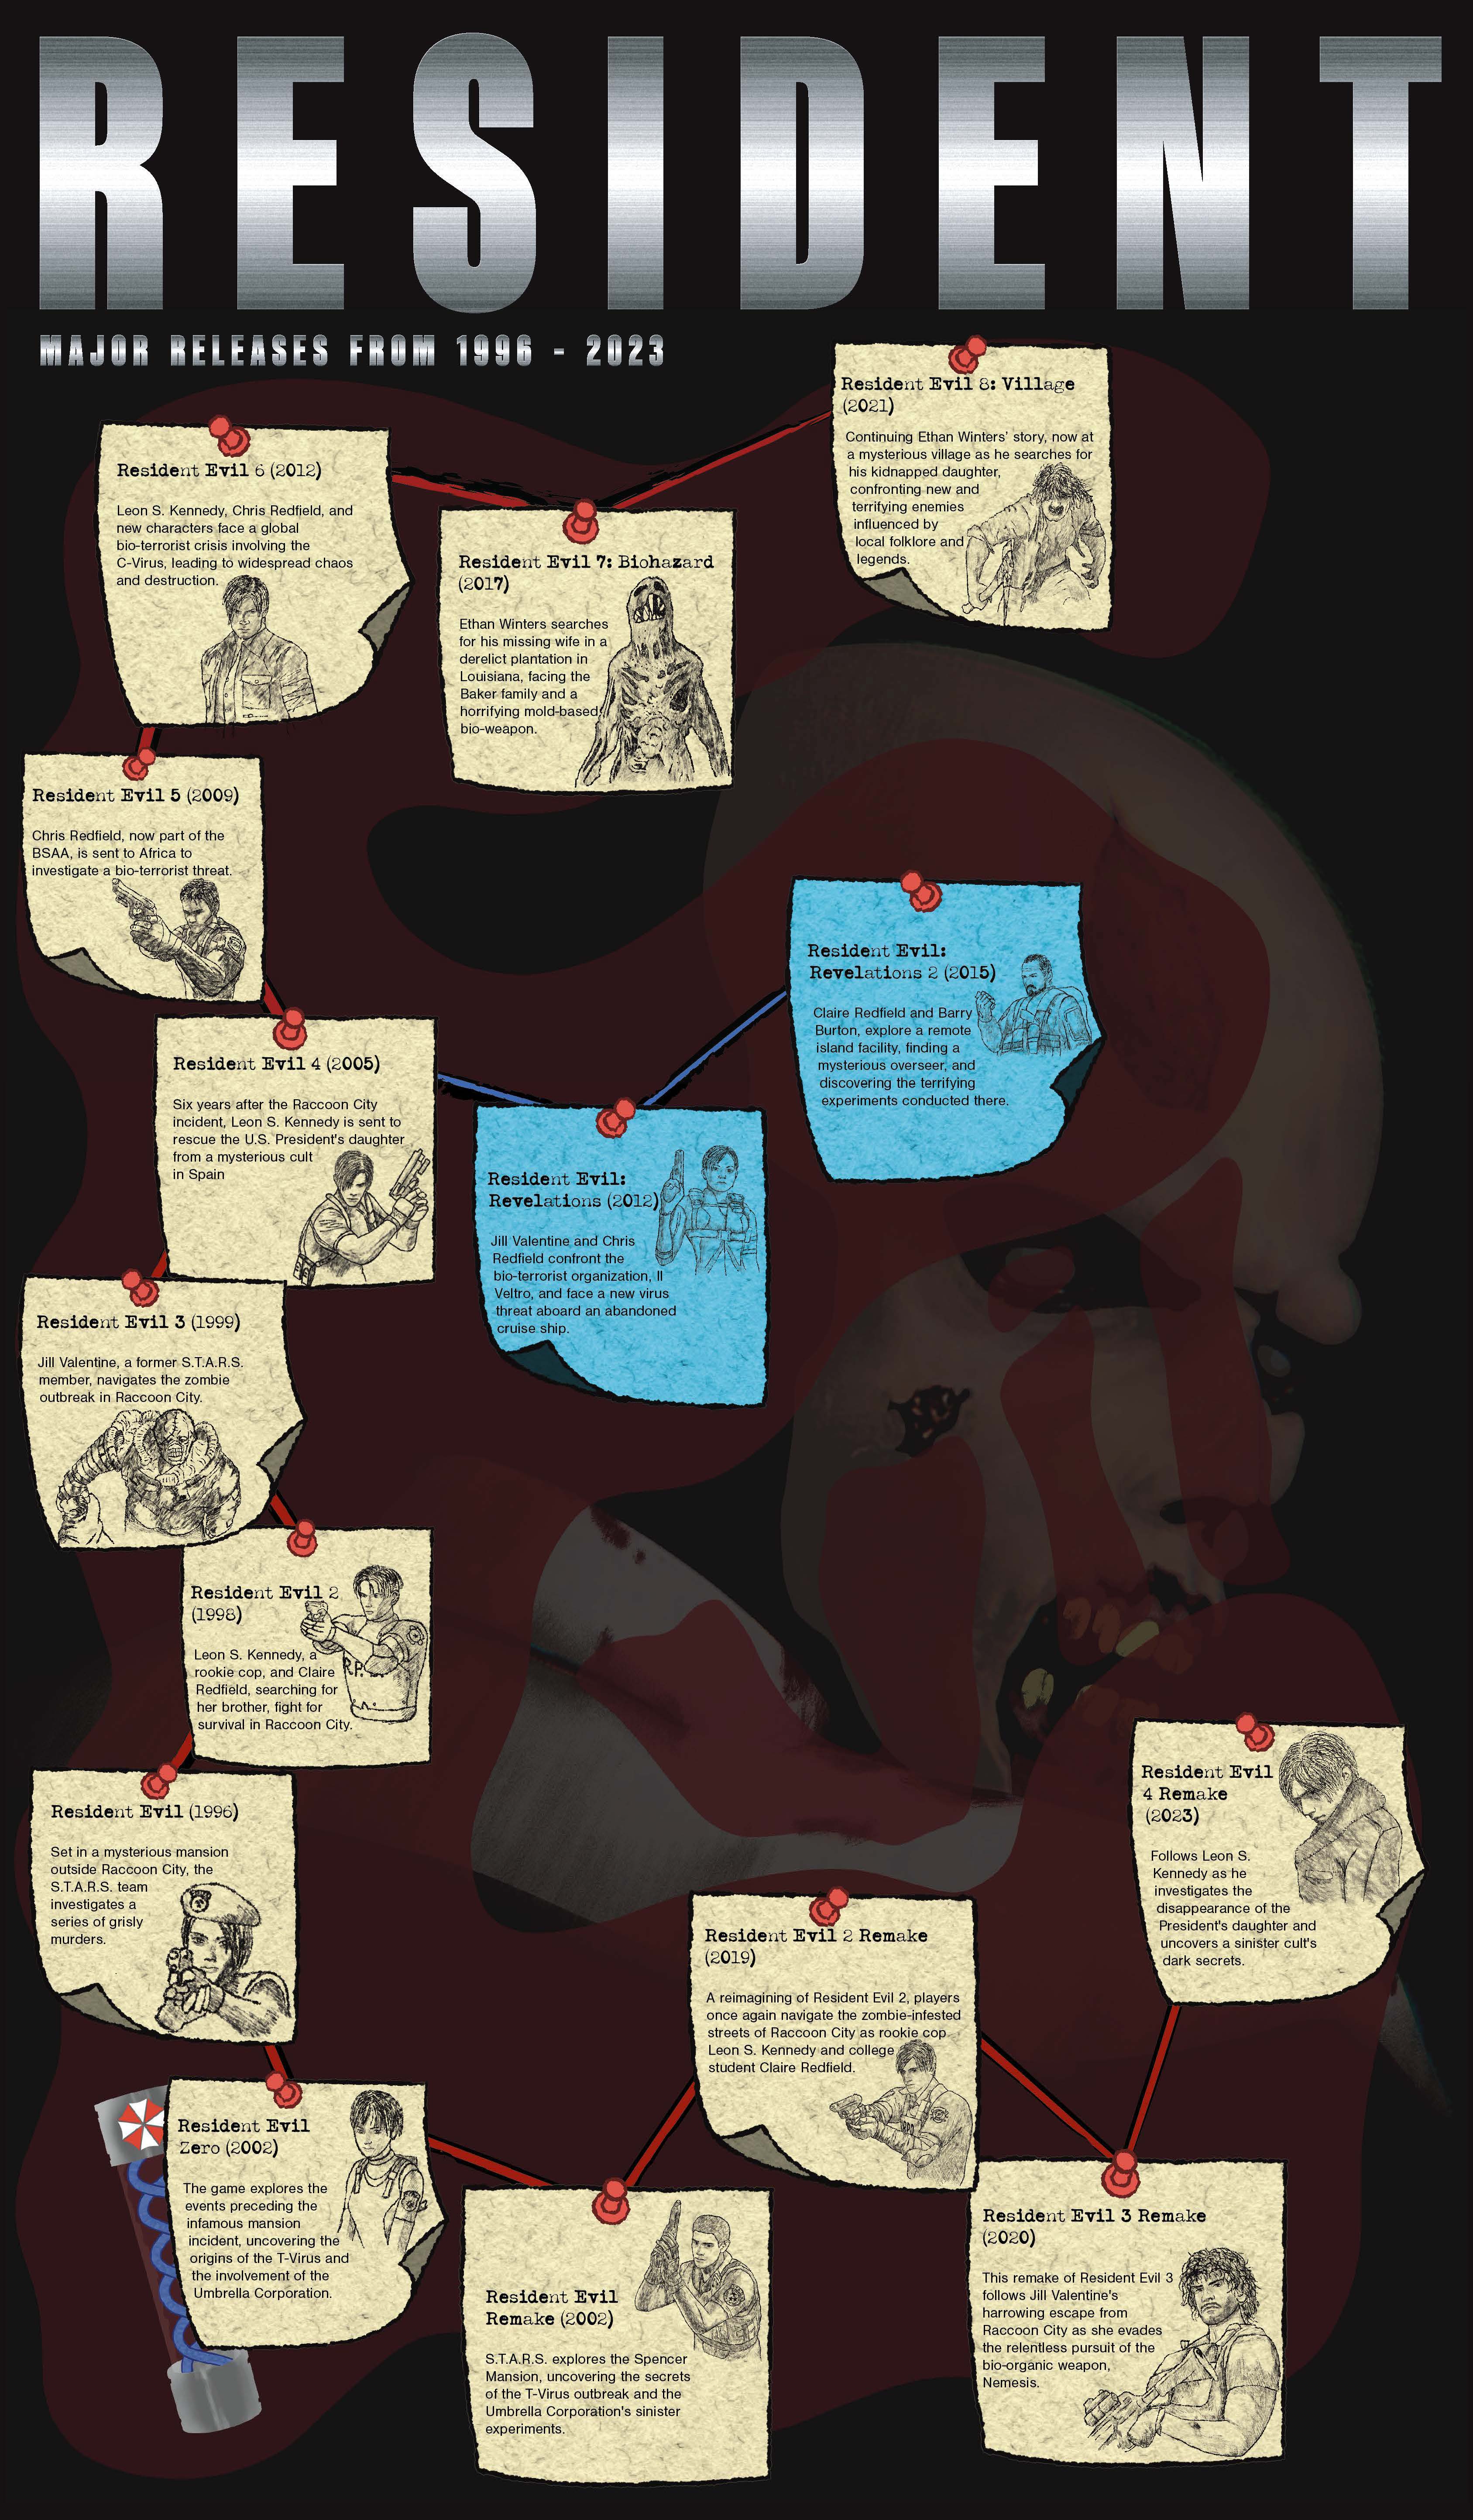 RESIDENT
MAJOR RELEASES FROM 1996 - 2023
Resident Evil 8: Village
(2021)
Continuing Ethan Winters' story, now at
a mysterious village as he searches for
his kidnapped daughter,
confronting new and
terrifying enemies
influenced by
local folklore and
legends.
Resident Evil 6 (2012)
Leon S. Kennedy, Chris Redfield, and
new characters face a global
bio-terrorist crisis involving the
C-Virus, leading to widespread chaos
and destruction.
Resident Evil 7: Biohazard
(2017)
Ethan Winters searches
for his missing wife in a
derelict plantation in
Louisiana, facing the
Baker family and a
horrifying mold-based
bio-weapon.
Resident Evil 5 (2009)
Chris Redfield, now part of the
BSAA, is sent to Africa to
investigate a bio-terrorist threat.
Resident Evil:
Revelations 2 (2015)
Claire Redfield and Barry
Burton, explore a remote
island facility, finding a
mysterious overseer, and
discovering the terrifying
experiments conducted there.
Resident Evil 4 (2005)
Six years after the Raccoon City
incident, Leon S. Kennedy is sent to
rescue the U.S. President's daughter
from a mysterious cult
in Spain
Resident Evil:
Revelations (2012)
Jill Valentine and Chris
Redfield confront the
bio-terrorist organization, Il
Veltro, and face a new virus
threat aboard an abandoned
cruise ship.
Resident Evil 3 (1999)
Jill Valentine, a former S.T.A.R.S.
member, navigates the zombie
outbreak in Raccoon City.
Resident Evil 2
(1998)
Leon S. Kennedy, a
rookie cop, and Claire
Redfield, searching for
her brother, fight for
survival in Raccoon City.
R.P.
Resident Evil (1996)
Set in a mysterious mansion
outside Raccoon City, the
S.T.A.R.S. team
investigates a
series of grisly
murders.
Resident Evil
4 Remake
(2023)
Follows Leon S.
Kennedy as he
investigates the
disappearance of the
President's daughter and
uncovers a sinister cult's
dark secrets.
Resident Evil 2 Remake
(2019)
A reimagining of Resident Evil 2, players
once again navigate the zombie-infested
streets of Raccoon City as rookie cop
Leon S. Kennedy and college
student Claire Redfield.
Resident Evil
Zero (2002)
The game explores the
events preceding the
infamous mansion
incident, uncovering the
origins of the T-Virus and
the involvement of the
Umbrella Corporation.
Resident Evil
Remake (2002)
S.T.A.R.S. explores the Spencer
Mansion, uncovering the secrets
of the T-Virus outbreak and the
Umbrella Corporation's sinister
experiments.
Resident Evil 3 Remake
(2020)
This remake of Resident Evil 3
follows Jill Valentine's
harrowing escape from
Raccoon City as she evades
the relentless pursuit of the
bio-organic weapon,
Nemesis.